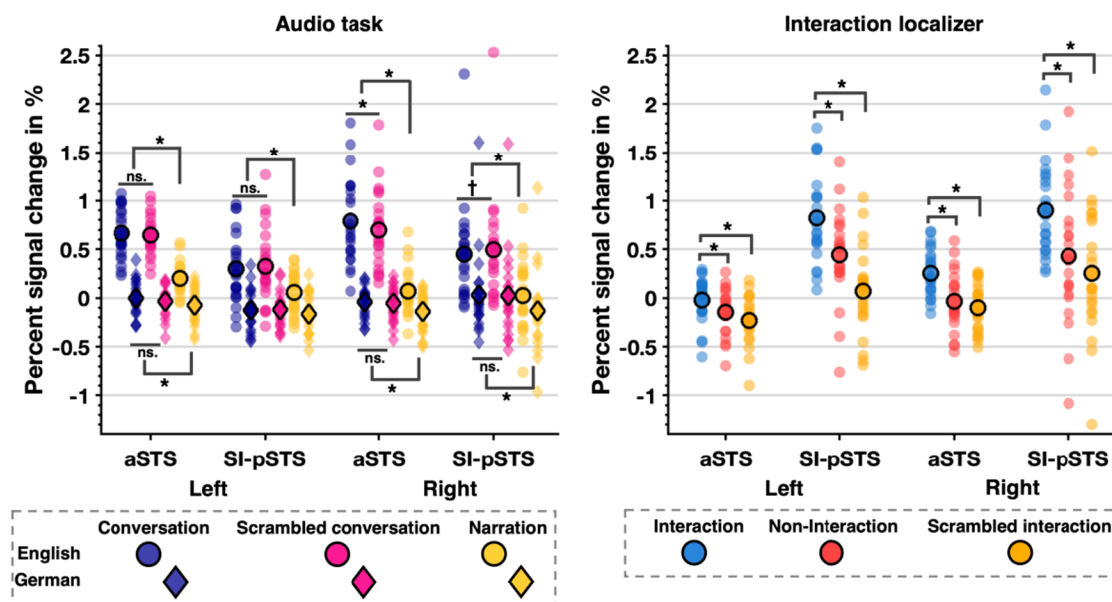 Audio task
Percent signal change in %
2.5
2
1.5
1
0.5
0
-0.5
-1
*
ns.
*
ns.
*
*
*
†
ns.
*
ns.
*
ns.
*
aSTS SI-pSTS aSTS SI-pSTS
Left Right
Conversation Scrambled conversation Narration
English
German
Interaction localizer
Percent signal change in %
2.5
2
1.5
1
0.5
0
-0.5
-1
*
*
*
*
*
*
*
*
aSTS SI-pSTS aSTS SI-pSTS
Left Right
Interaction Non-Interaction Scrambled interaction